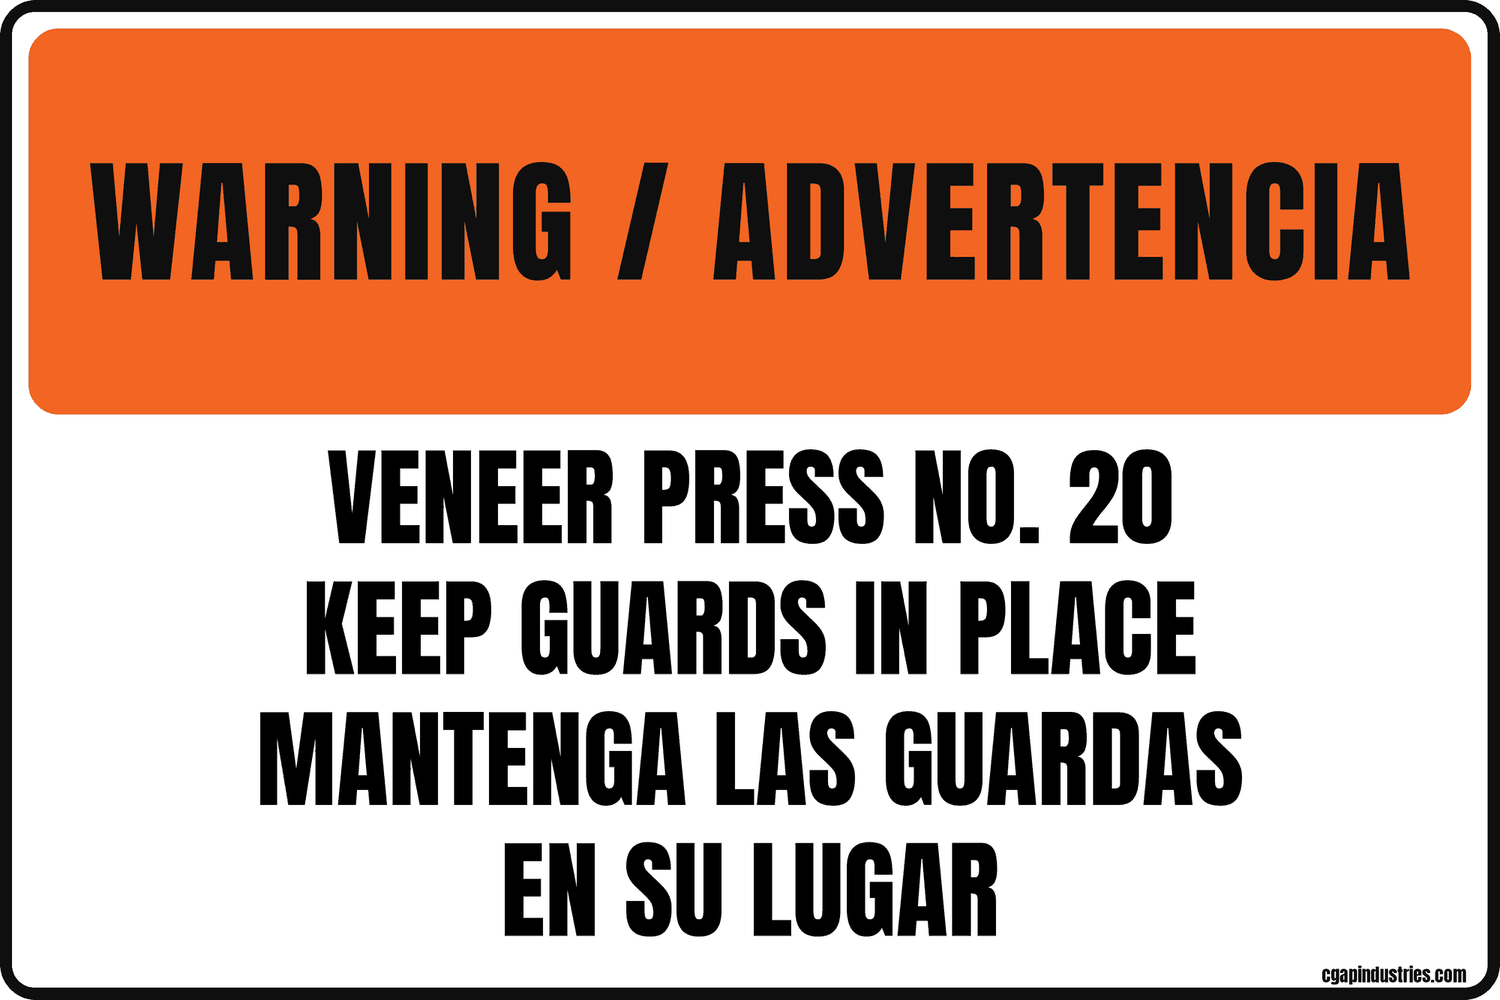 WARNING / ADVERTENCIA
VENEER PRESS NO. 20
KEEP GUARDS IN PLACE
MANTENGA LAS GUARDAS
EN SU LUGAR
cgapindustries.com